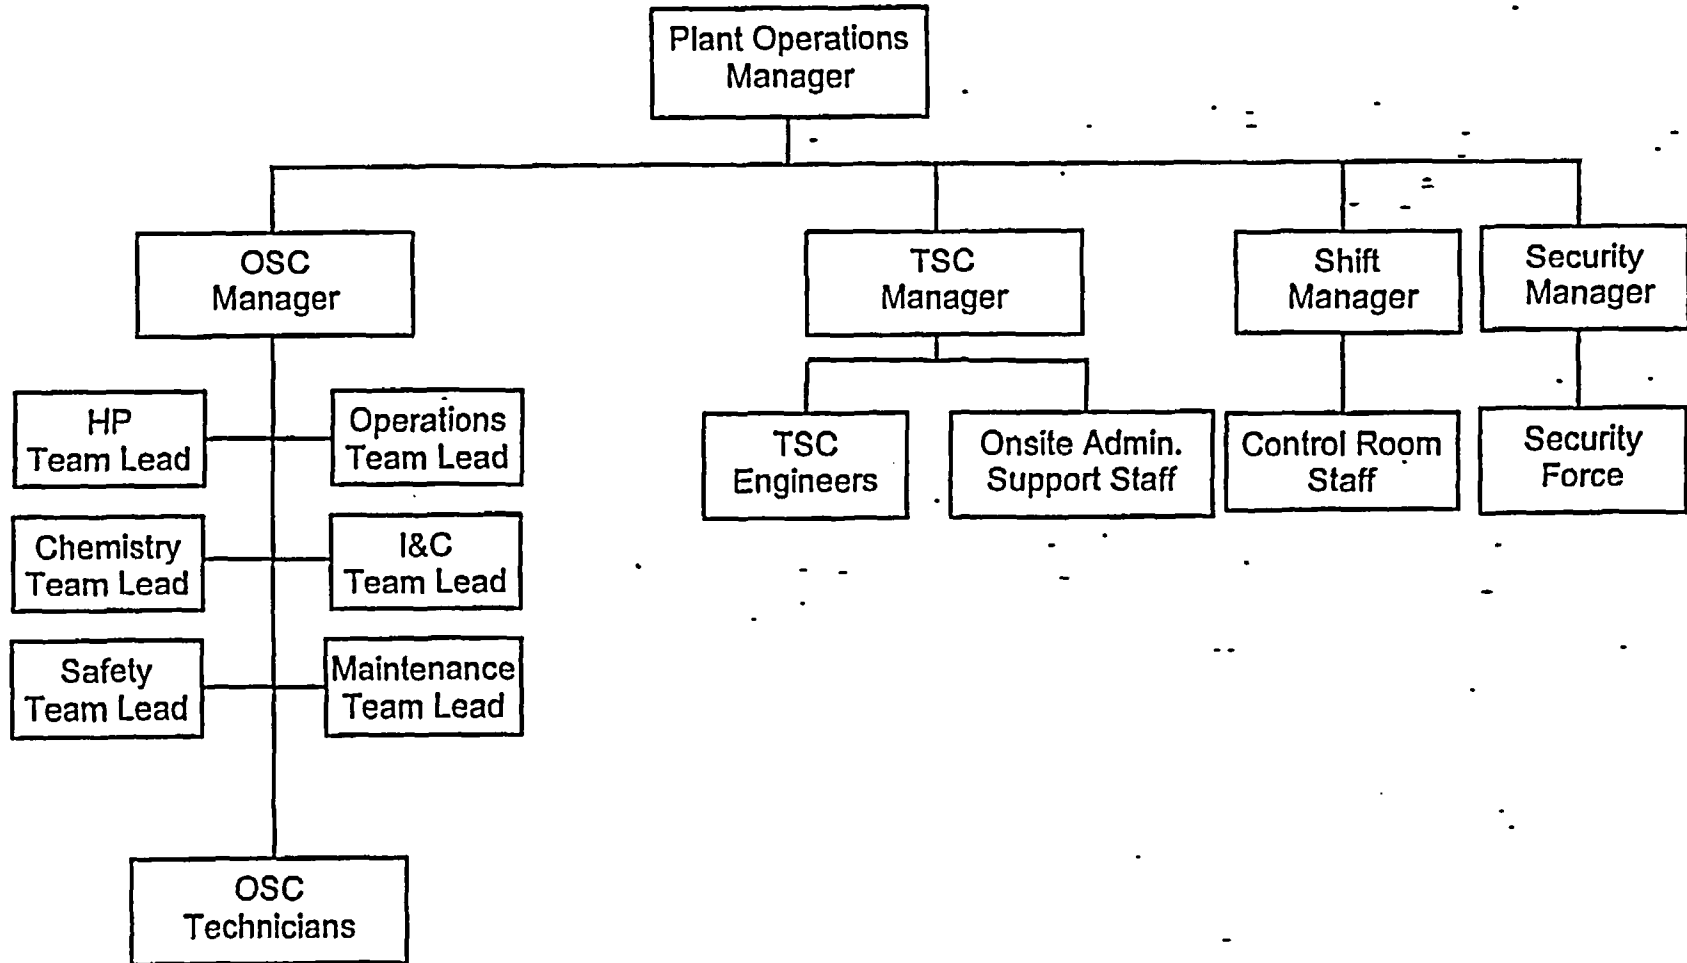 Plant Operations
Manager
OSC
Manager
TSC
Manager
Shift
Manager
Security
Manager
HP
Team Lead
Operations
Team Lead
TSC
Engineers
Onsite Admin.
Support Staff
Control Room
Staff
Security
Force
Chemistry
Team Lead
I&C
Team Lead
Safety
Team Lead
Maintenance
Team Lead
OSC
Technicians